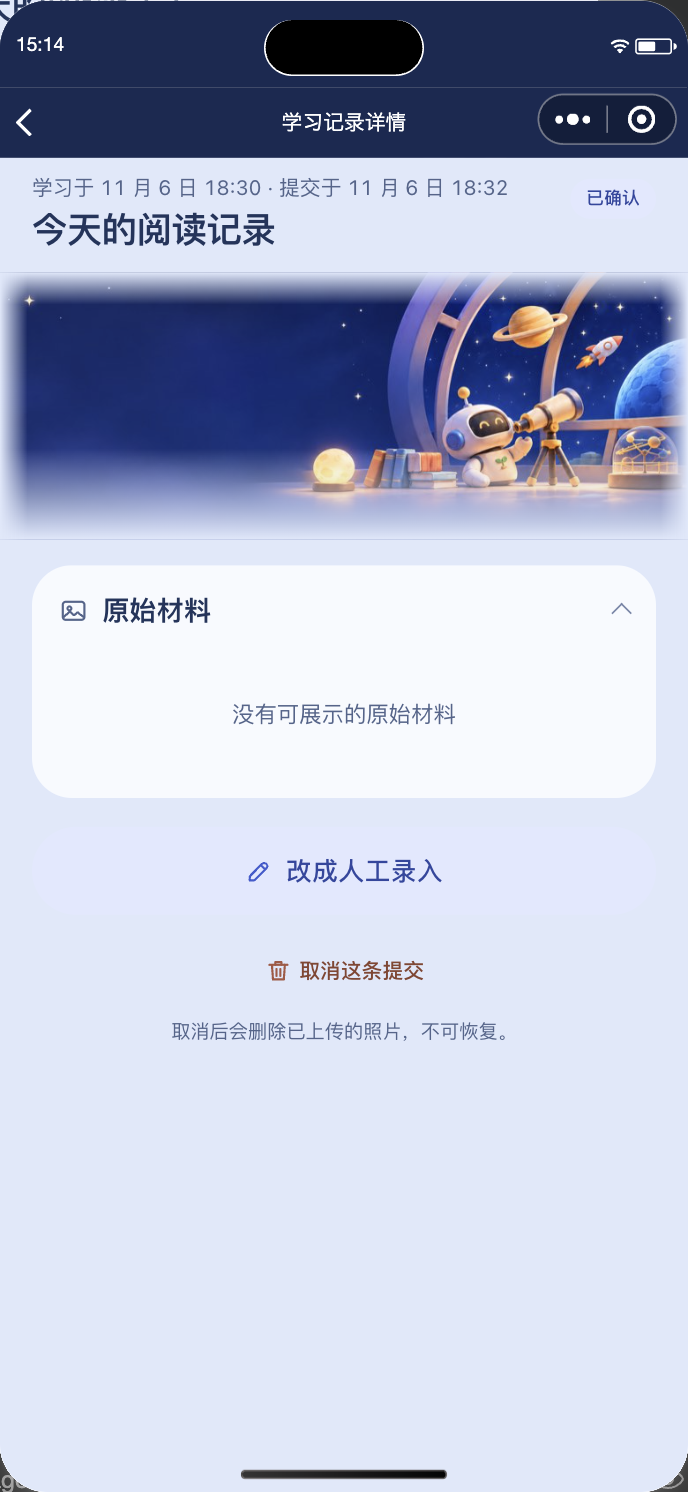 15:14
学习记录详情
学习于 11 月 6 日 18:30 · 提交于 11 月 6 日 18:32
已确认
今天的阅读记录
原始材料
没有可展示的原始材料
改成人工录入
取消这条提交
取消后会删除已上传的照片，不可恢复。